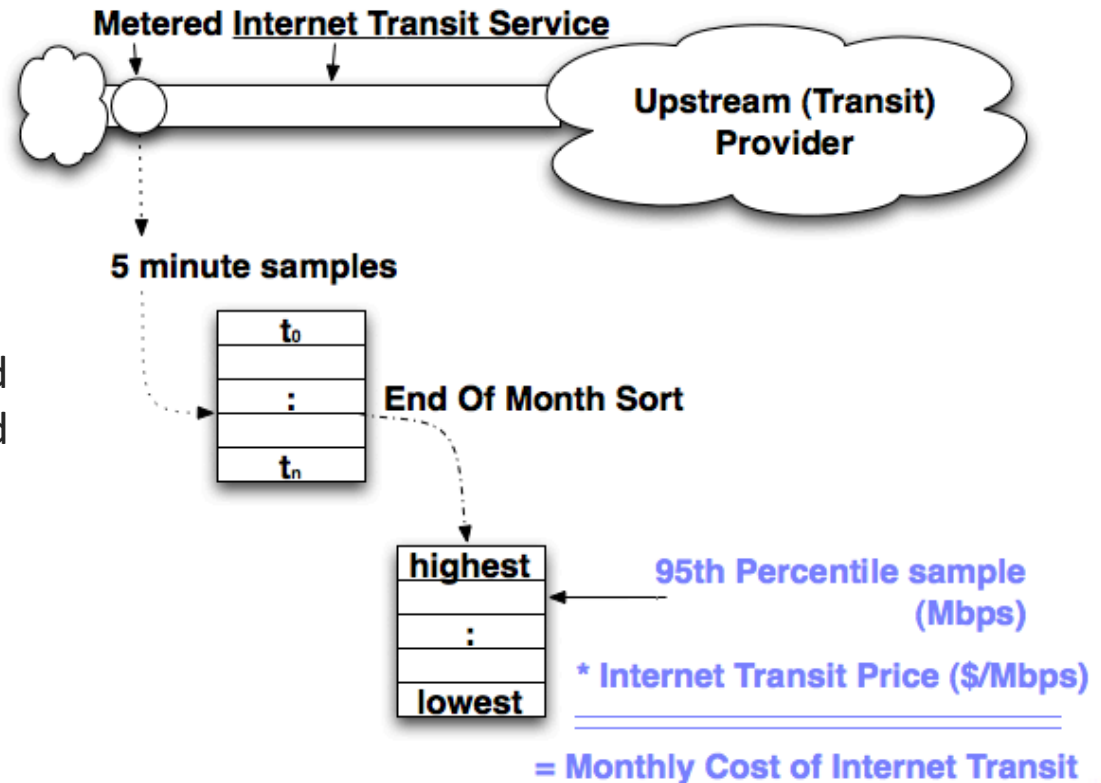 Metered Internet Transit Service
Upstream (Transit)
Provider
5 minute samples
t₀
:
tₙ
d
d
End Of Month Sort
highest
:
lowest
95th Percentile sample
(Mbps)
* Internet Transit Price ($/Mbps)
= Monthly Cost of Internet Transit